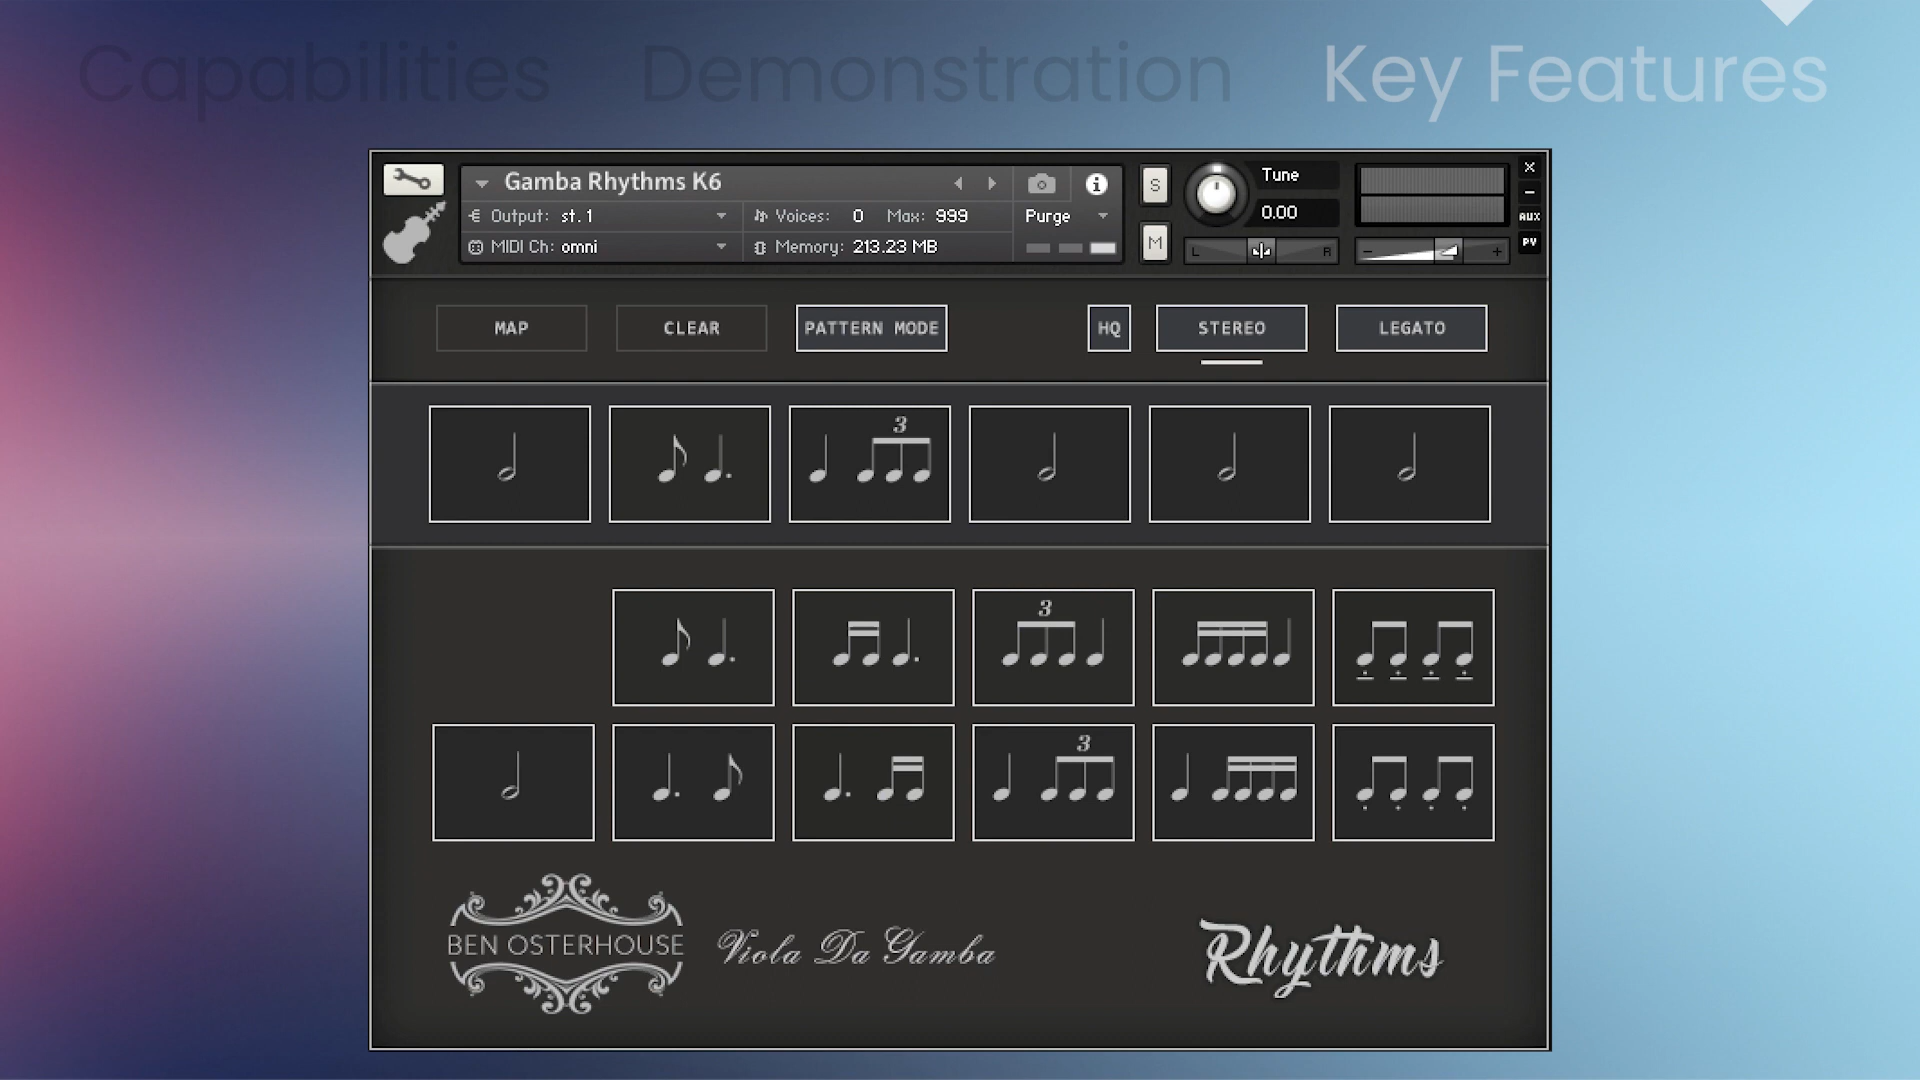 Capabilities Demonstration Key Features
Gamba Rhythms K6
Output: st.1
Voices: 0 Max: 999
Purge
MIDI Ch: omni
Memory: 213.23 MB
S
M
Tune
0.00
L R
- +
×
-
AUX
PV
MAP CLEAR PATTERN MODE HQ STEREO LEGATO
3
3
3
BEN OSTERHOUSE
Viola Da Gamba
Rhythms